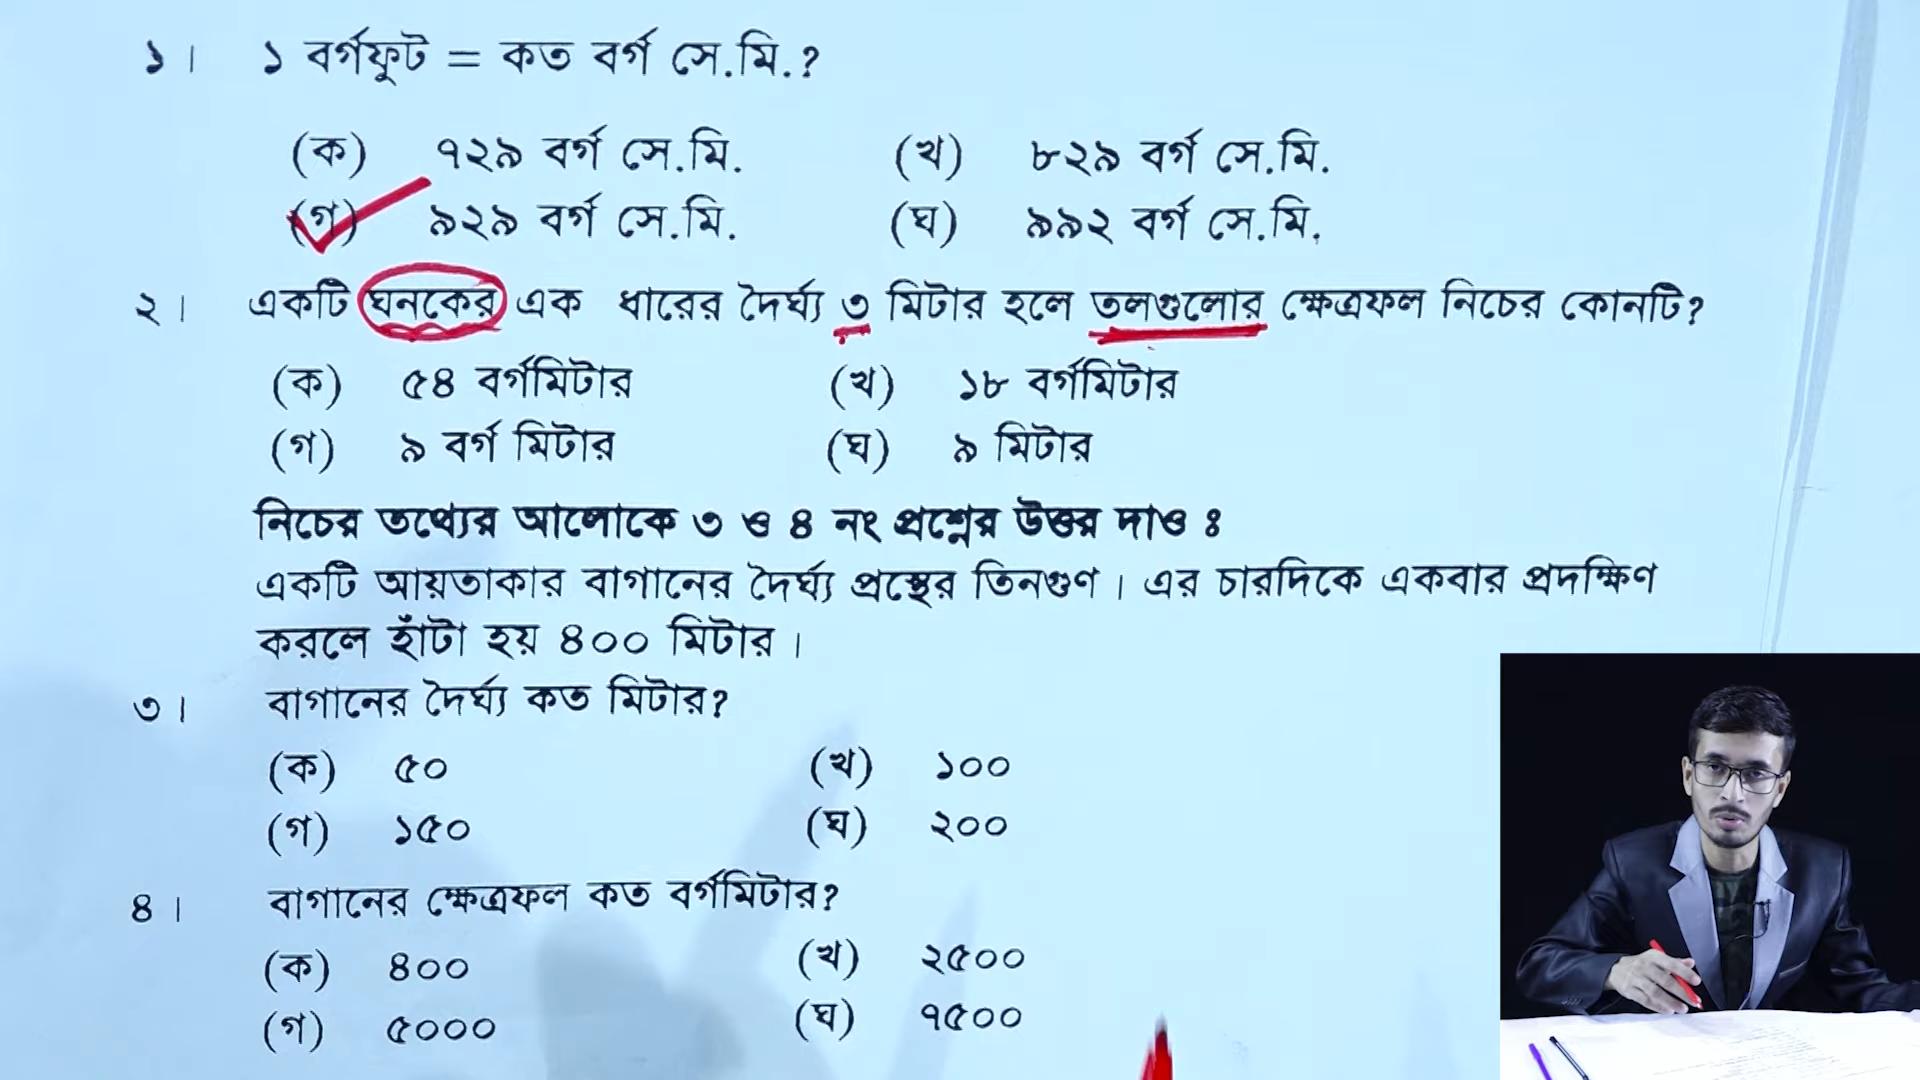 ১। ১ বর্গফুট = কত বর্গ সে.মি.?
(ক) ৭২৯ বর্গ সে.মি. (খ) ৮২৯ বর্গ সে.মি.
(গ) ৯২৯ বর্গ সে.মি. (ঘ) ৯৯২ বর্গ সে.মি.
২। একটি ঘনকের এক ধারের দৈর্ঘ্য ৩ মিটার হলে তলগুলোর ক্ষেত্রফল নিচের কোনটি?
(ক) ৫৪ বর্গমিটার (খ) ১৮ বর্গমিটার
(গ) ৯ বর্গ মিটার (ঘ) ৯ মিটার
নিচের তথ্যের আলোকে ৩ ও ৪ নং প্রশ্নের উত্তর দাও ঃ
একটি আয়তাকার বাগানের দৈর্ঘ্য প্রস্থের তিনগুণ। এর চারদিকে একবার প্রদক্ষিণ
করলে হাঁটা হয় ৪০০ মিটার।
৩। বাগানের দৈর্ঘ্য কত মিটার?
(ক) ৫০ (খ) ১০০
(গ) ১৫০ (ঘ) ২০০
৪। বাগানের ক্ষেত্রফল কত বর্গমিটার?
(ক) ৪০০ (খ) ২৫০০
(গ) ৫০০০ (ঘ) ৭৫০০